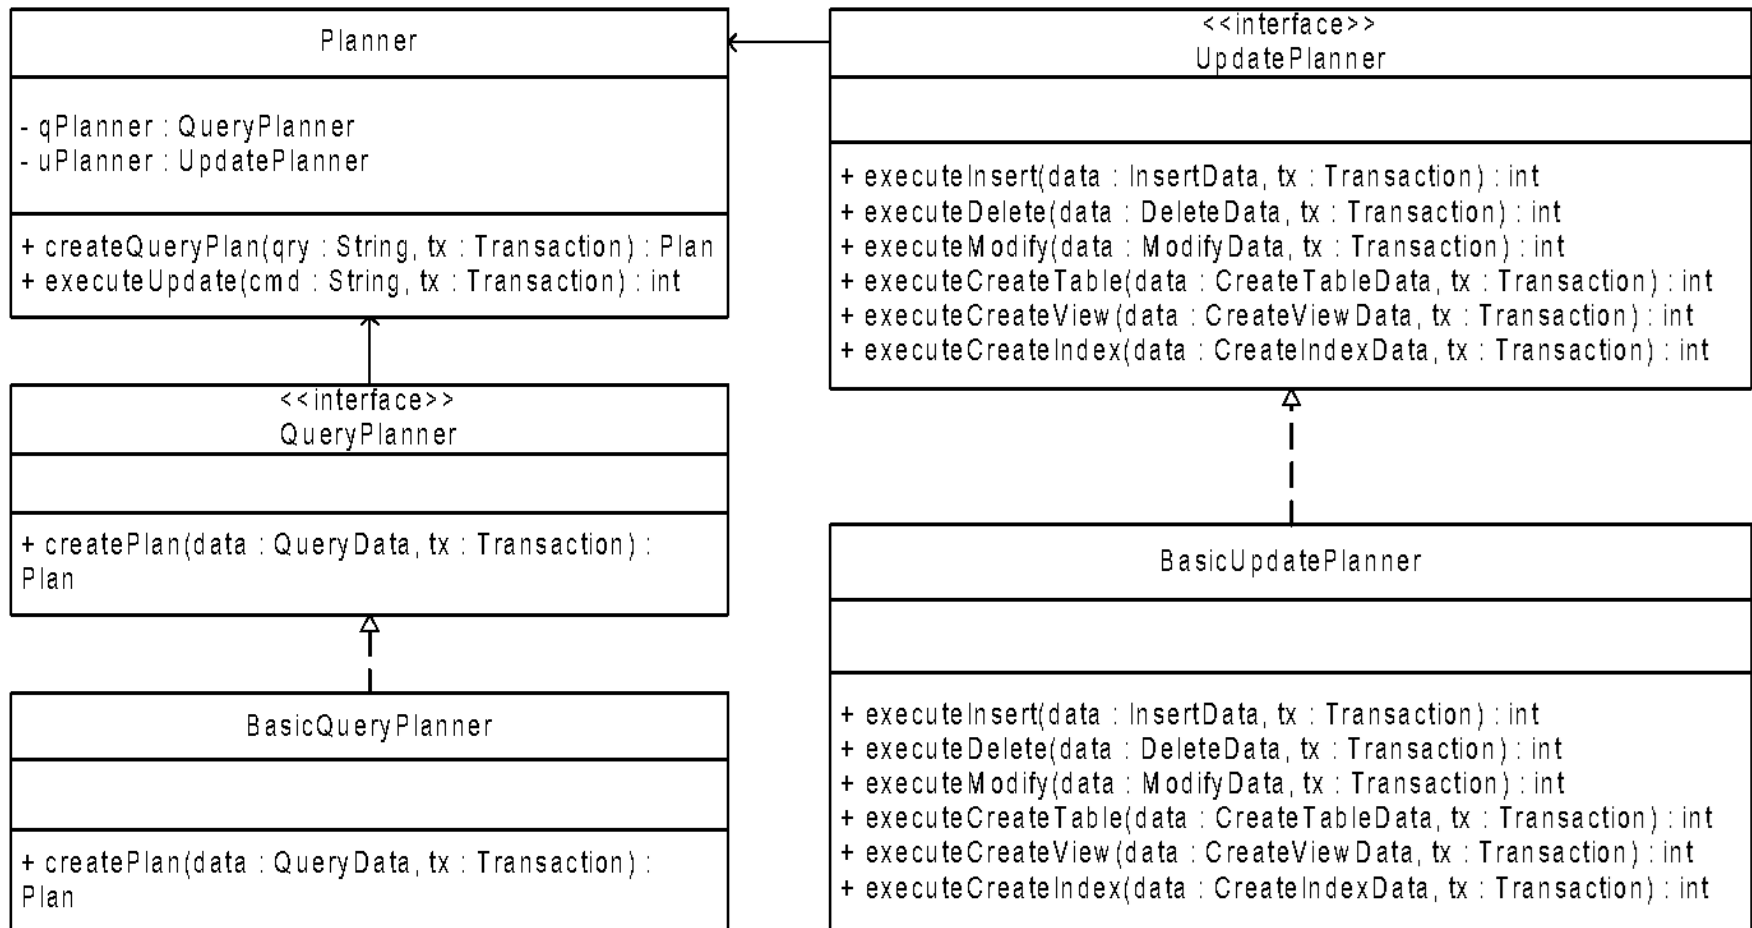 Planner
- qPlanner : QueryPlanner
- uPlanner : UpdatePlanner
+ createQueryPlan(qry : String, tx : Transaction) : Plan
+ executeUpdate(cmd : String, tx : Transaction) : int
<<interface>>
QueryPlanner
+ createPlan(data : QueryData, tx : Transaction) :
Plan
BasicQueryPlanner
+ createPlan(data : QueryData, tx : Transaction) :
Plan
<<interface>>
UpdatePlanner
+ executeInsert(data : InsertData, tx : Transaction) : int
+ executeDelete(data : DeleteData, tx : Transaction) : int
+ executeModify(data : ModifyData, tx : Transaction) : int
+ executeCreateTable(data : CreateTableData, tx : Transaction) : int
+ executeCreateView(data : CreateViewData, tx : Transaction) : int
+ executeCreateIndex(data : CreateIndexData, tx : Transaction) : int
BasicUpdatePlanner
+ executeInsert(data : InsertData, tx : Transaction) : int
+ executeDelete(data : DeleteData, tx : Transaction) : int
+ executeModify(data : ModifyData, tx : Transaction) : int
+ executeCreateTable(data : CreateTableData, tx : Transaction) : int
+ executeCreateView(data : CreateViewData, tx : Transaction) : int
+ executeCreateIndex(data : CreateIndexData, tx : Transaction) : int